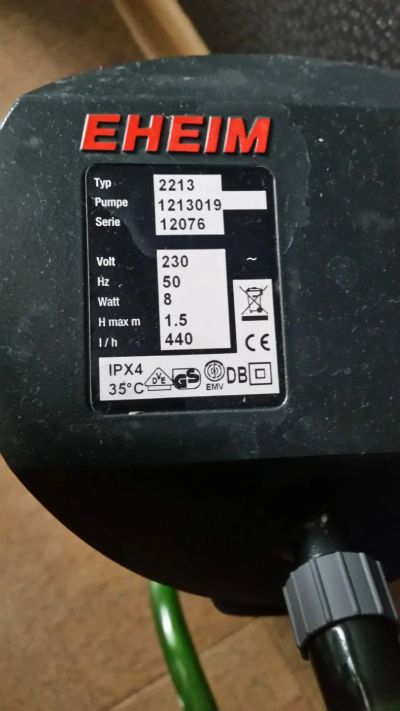 EHEIM
Typ 2213
Pumpe 1213019
Serie 12076
Volt 230 ~
Hz 50
Watt 8
H max m 1.5
l / h 440
CE
IPX4
35°C
DVE
GS
EMV
DB